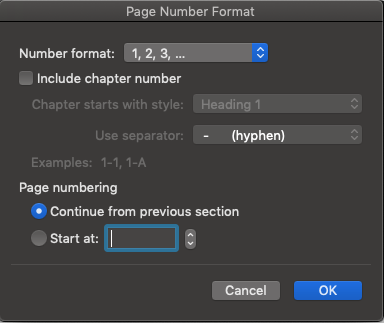 Page Number Format
Number format: 1, 2, 3, ...
Include chapter number
Chapter starts with style: Heading 1
Use separator: - (hyphen)
Examples: 1-1, 1-A
Page numbering
Continue from previous section
Start at:
Cancel OK